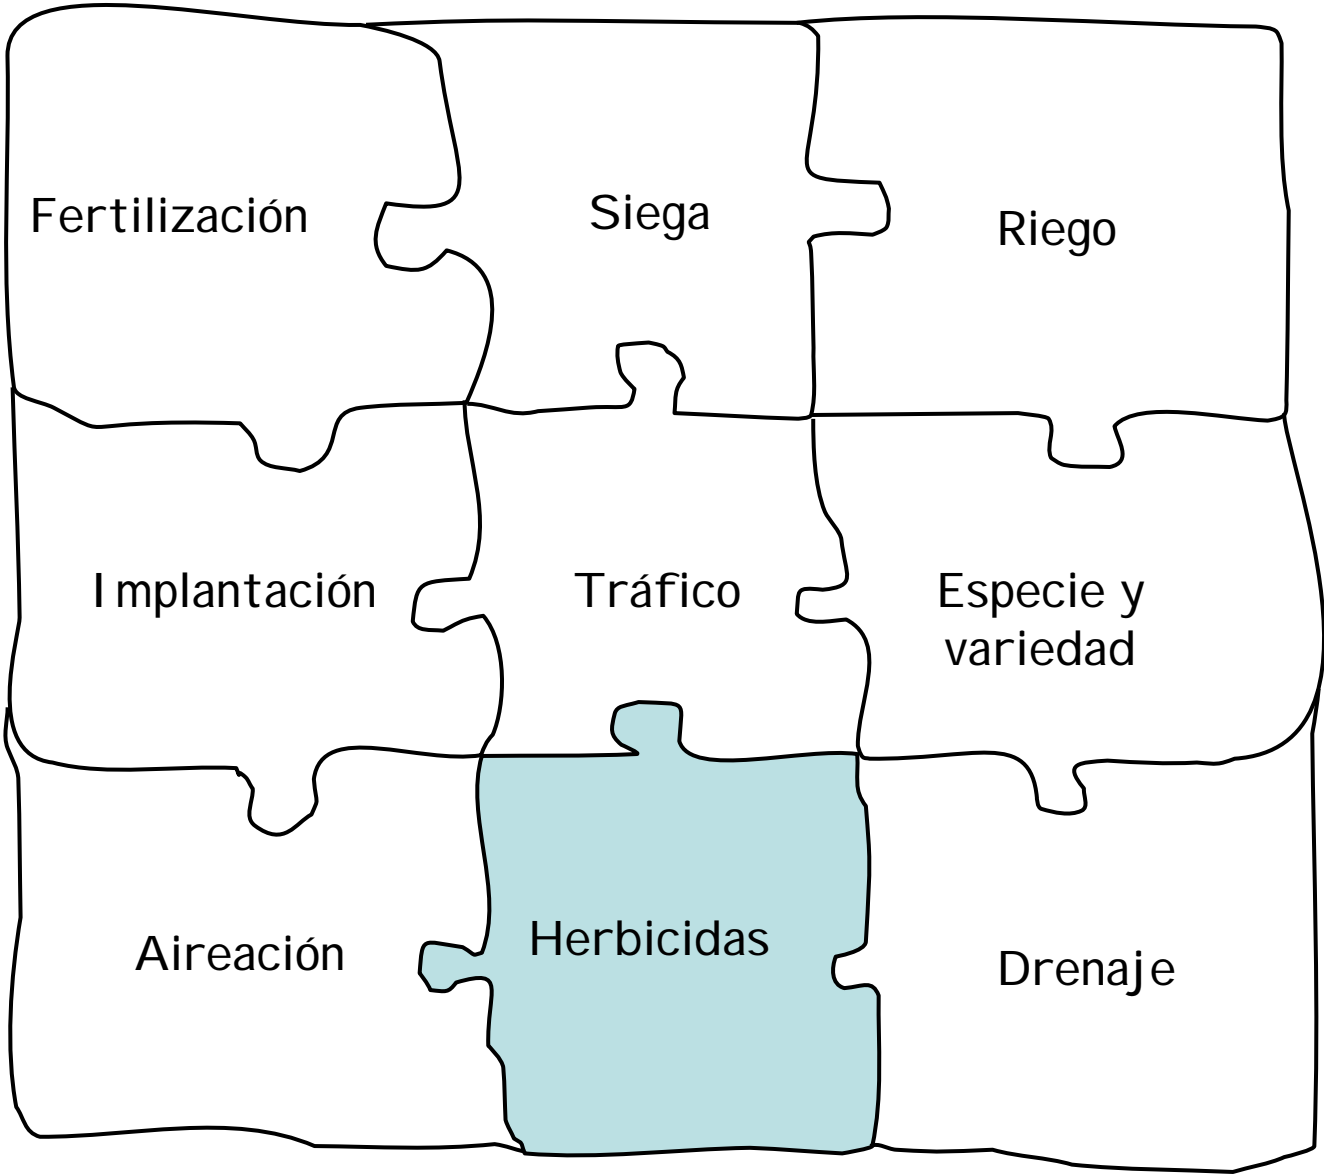 Fertilización
Siega
Riego
Implantación
Tráfico
Especie y
variedad
Aireación
Herbicidas
Drenaje